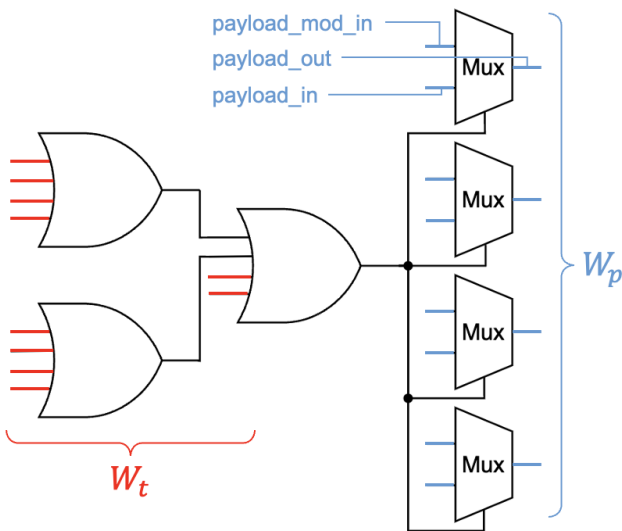 payload_mod_in
payload_out
payload_in
Mux
Mux
Mux
Mux
W_p
W_t